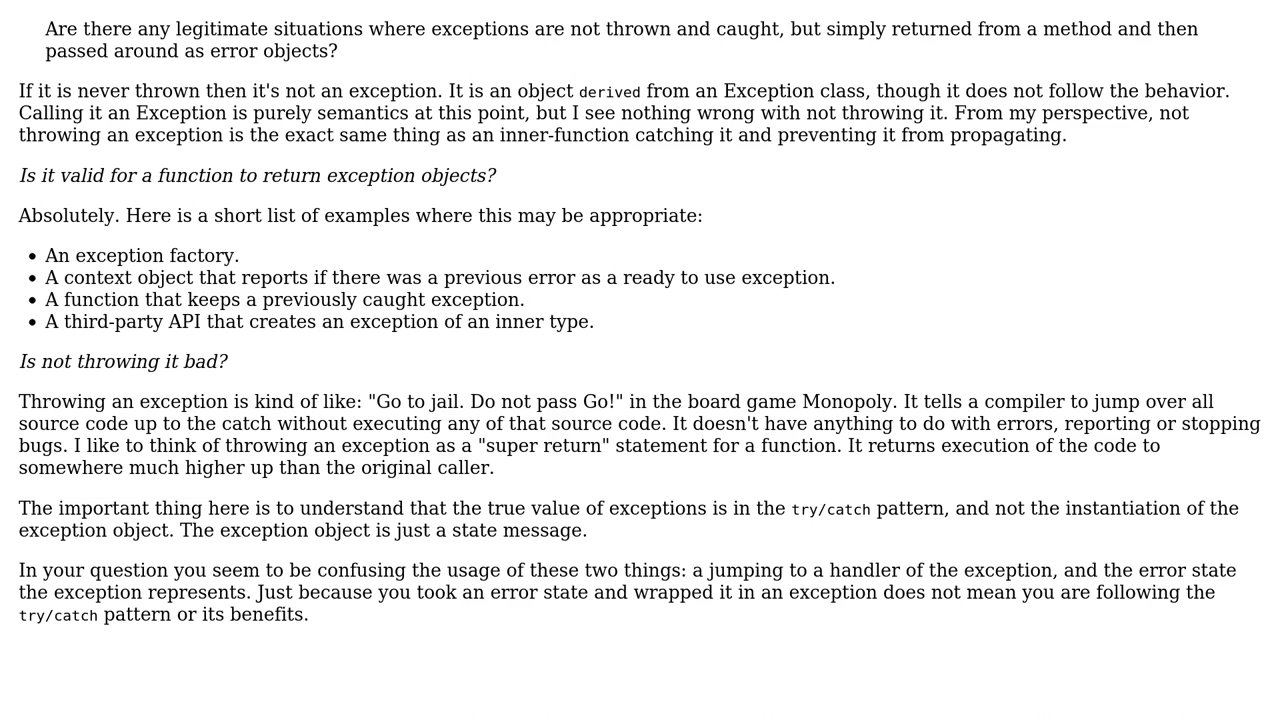 Are there any legitimate situations where exceptions are not thrown and caught, but simply returned from a method and then
passed around as error objects?
If it is never thrown then it's not an exception. It is an object derived from an Exception class, though it does not follow the behavior.
Calling it an Exception is purely semantics at this point, but I see nothing wrong with not throwing it. From my perspective, not
throwing an exception is the exact same thing as an inner-function catching it and preventing it from propagating.
Is it valid for a function to return exception objects?
Absolutely. Here is a short list of examples where this may be appropriate:
• An exception factory.
• A context object that reports if there was a previous error as a ready to use exception.
• A function that keeps a previously caught exception.
• A third-party API that creates an exception of an inner type.
Is not throwing it bad?
Throwing an exception is kind of like: "Go to jail. Do not pass Go!" in the board game Monopoly. It tells a compiler to jump over all
source code up to the catch without executing any of that source code. It doesn't have anything to do with errors, reporting or stopping
bugs. I like to think of throwing an exception as a "super return" statement for a function. It returns execution of the code to
somewhere much higher up than the original caller.
The important thing here is to understand that the true value of exceptions is in the try/catch pattern, and not the instantiation of the
exception object. The exception object is just a state message.
In your question you seem to be confusing the usage of these two things: a jumping to a handler of the exception, and the error state
the exception represents. Just because you took an error state and wrapped it in an exception does not mean you are following the
try/catch pattern or its benefits.